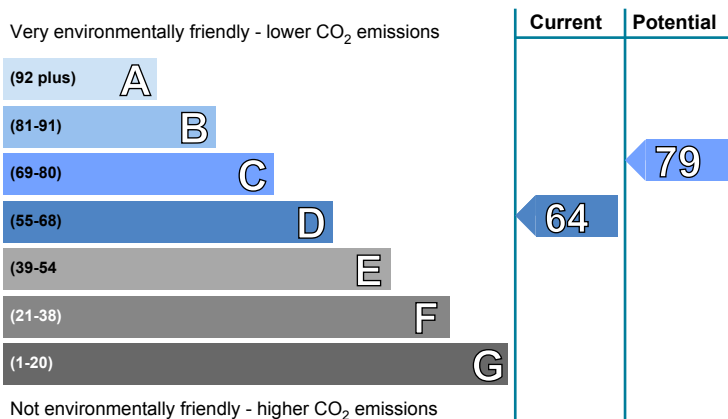 Current Potential
Very environmentally friendly - lower CO2 emissions
(92 plus) A
(81-91) B
(69-80) C
79
(55-68) D
64
(39-54 E
(21-38) F
(1-20) G
Not environmentally friendly - higher CO2 emissions